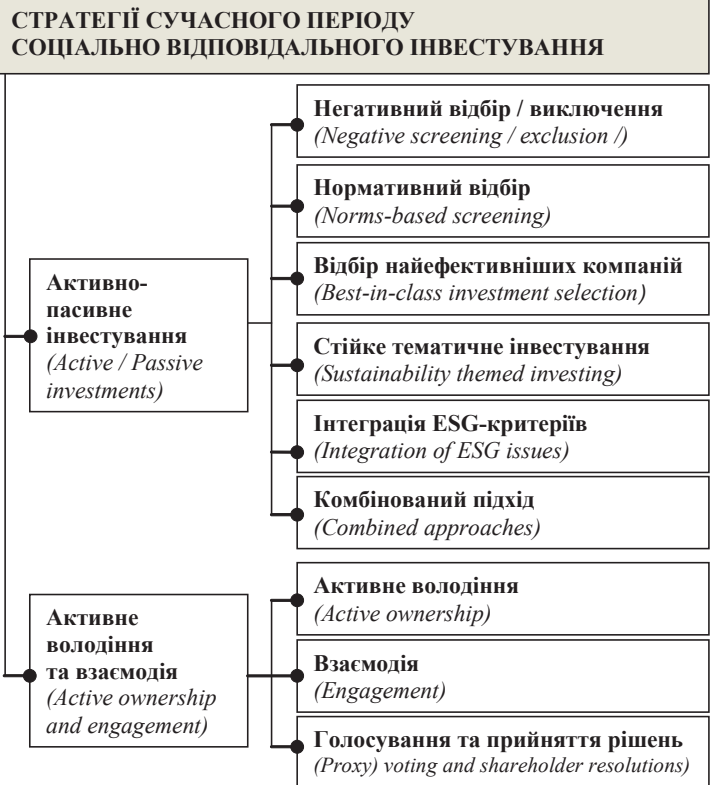 СТРАТЕГІЇ СУЧАСНОГО ПЕРІОДУ
СОЦІАЛЬНО ВІДПОВІДАЛЬНОГО ІНВЕСТУВАННЯ
Активно-
пасивне
інвестування
(Active / Passive
investments)
Негативний відбір / виключення
(Negative screening / exclusion /)
Нормативний відбір
(Norms-based screening)
Відбір найефективніших компаній
(Best-in-class investment selection)
Стійке тематичне інвестування
(Sustainability themed investing)
Інтеграція ESG-критеріїв
(Integration of ESG issues)
Комбінований підхід
(Combined approaches)
Активне
володіння
та взаємодія
(Active ownership
and engagement)
Активне володіння
(Active ownership)
Взаємодія
(Engagement)
Голосування та прийняття рішень
(Proxy) voting and shareholder resolutions)